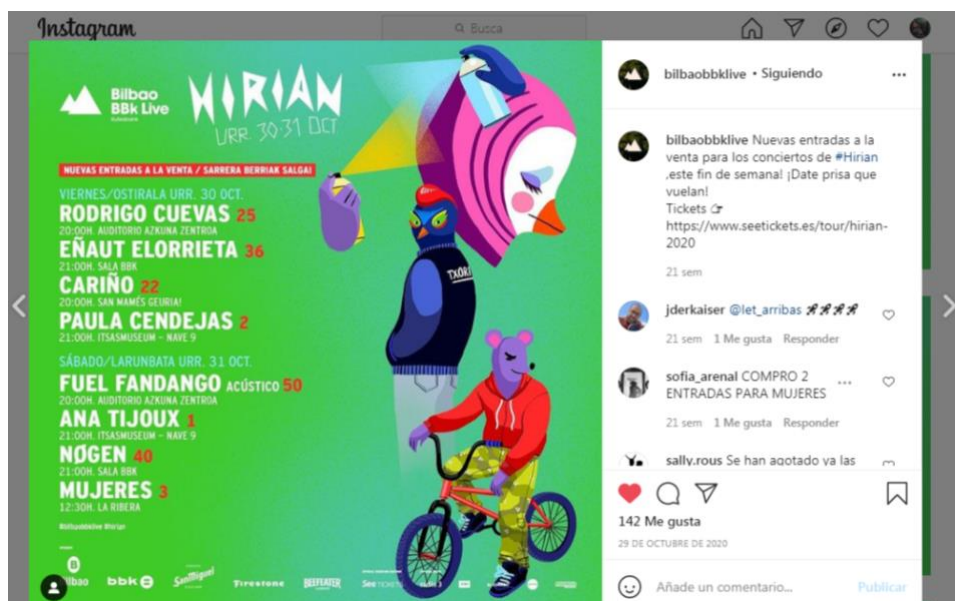 Instagram
Busca
Bilbao
BBk Live
HIRIAN
URR. 30·31 OCT
NUEVAS ENTRADAS A LA VENTA / SARRERA BERRIAK SALGAI
VIERNES/OSTIRALA URR. 30 OCT.
RODRIGO CUEVAS 25
20:00H. AUDITORIO AZKUNA ZENTROA
EÑAUT ELORRIETA 36
21:00H. SALA BBK
CARIÑO 22
20:00H. SAN MAMÉS GEURIA!
PAULA CENDEJAS 2
21:00H. ITSASMUSEUM – NAVE 9
SÁBADO/LARUNBATA URR. 31 OCT.
FUEL FANDANGO ACÚSTICO 50
20:00H. AUDITORIO AZKUNA ZENTROA
ANA TIJOUX 1
21:00H. ITSASMUSEUM – NAVE 9
NØGEN 40
21:00H. SALA BBK
MUJERES 3
12:30H. LA RIBERA
#bilbaobbklive #hirian
TXORI
Bilbao
bbk
San Miguel
Firestone
BEEFEATER
SEETICKETS
bilbaobbklive • Siguiendo
bilbaobbklive Nuevas entradas a la
venta para los conciertos de #Hirian
,este fin de semana! ¡Date prisa que
vuelan!
Tickets
https://www.seetickets.es/tour/hirian-
2020
21 sem
jderkaiser @let_arribas
21 sem 1 Me gusta Responder
sofia_arenal COMPRO 2
ENTRADAS PARA MUJERES
21 sem 1 Me gusta Responder
sally.rous Se han agotado ya las
142 Me gusta
29 DE OCTUBRE DE 2020
Añade un comentario...
Publicar